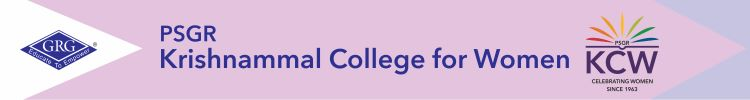 GRG
®
Educate to Empower
PSGR
Krishnammal College for Women
PSGR
KCW
CELEBRATING WOMEN
SINCE 1963